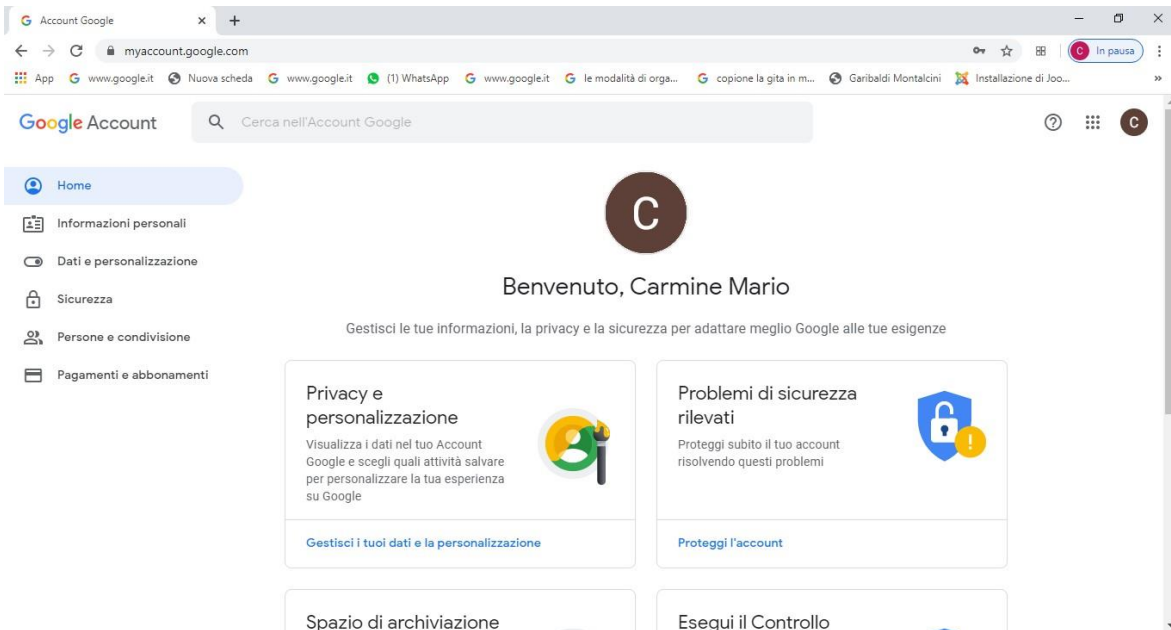 G Account Google × +
myaccount.google.com
C In pausa
App G www.google.it Nuova scheda G www.google.it (1) WhatsApp G www.google.it G le modalità di orga... G copione la gita in m... Garibaldi Montalcini Installazione di Joo... »
Google Account
Cerca nell'Account Google
C
Home
Informazioni personali
Dati e personalizzazione
Sicurezza
Persone e condivisione
Pagamenti e abbonamenti
C
Benvenuto, Carmine Mario
Gestisci le tue informazioni, la privacy e la sicurezza per adattare meglio Google alle tue esigenze
Privacy e
personalizzazione
Visualizza i dati nel tuo Account
Google e scegli quali attività salvare
per personalizzare la tua esperienza
su Google
Gestisci i tuoi dati e la personalizzazione
Problemi di sicurezza
rilevati
Proteggi subito il tuo account
risolvendo questi problemi
Proteggi l'account
Spazio di archiviazione
Esegui il Controllo